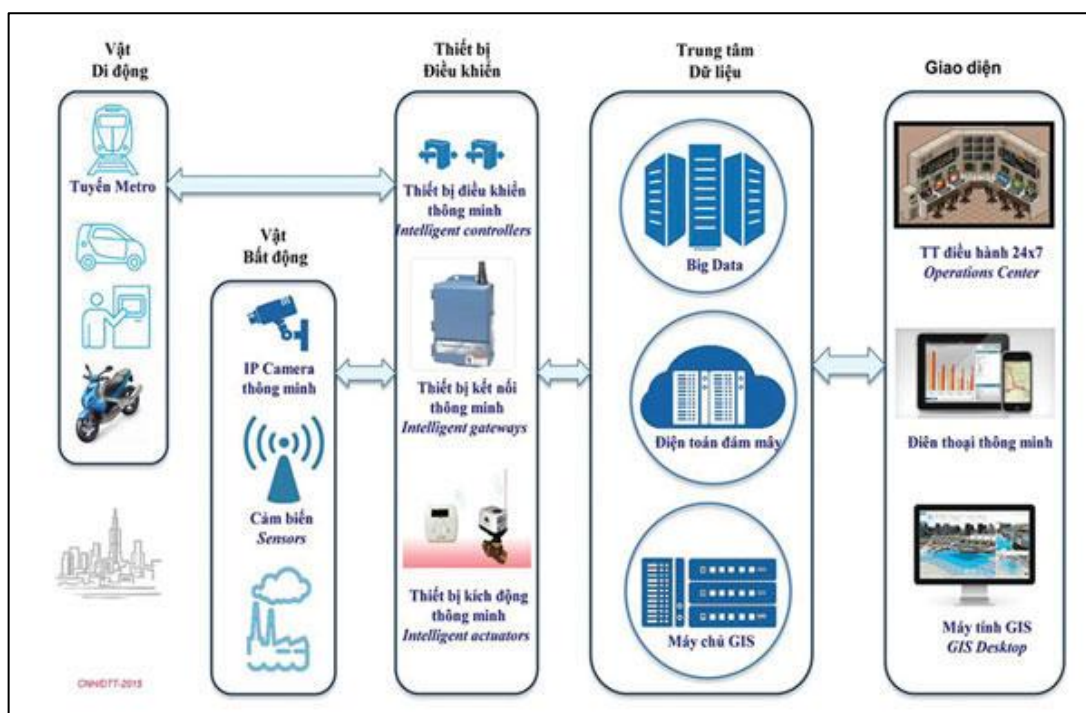 Vật
Di động
Tuyến Metro
Vật
Bất động
IP Camera
thông minh
Cảm biến
Sensors
CNH/DTT-2015
Thiết bị
Điều khiển
Thiết bị điều khiển
thông minh
Intelligent controllers
Thiết bị kết nối
thông minh
Intelligent gateways
Thiết bị kích động
thông minh
Intelligent actuators
Trung tâm
Dữ liệu
Big Data
Điện toán đám mây
Máy chủ GIS
Giao diện
TT điều hành 24x7
Operations Center
Điên thoại thông minh
Máy tính GIS
GIS Desktop